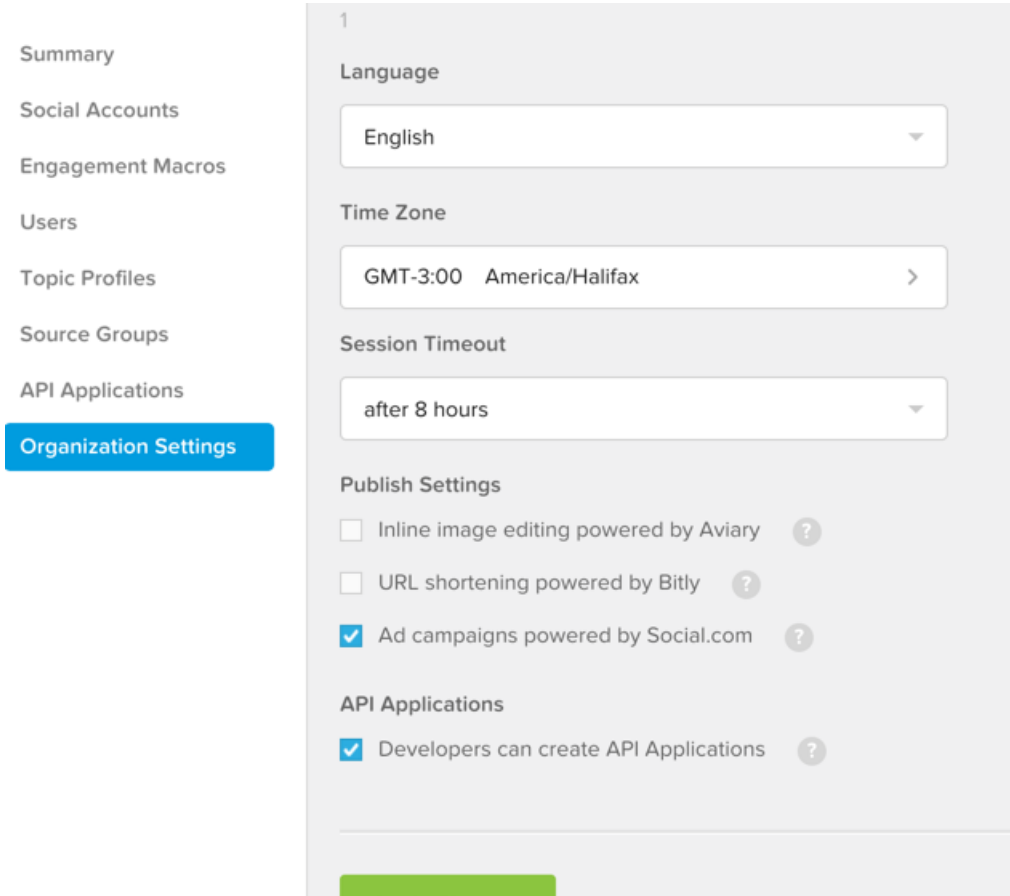 Summary
Social Accounts
Engagement Macros
Users
Topic Profiles
Source Groups
API Applications
Organization Settings
1
Language
English
Time Zone
GMT-3:00 America/Halifax
Session Timeout
after 8 hours
Publish Settings
Inline image editing powered by Aviary ?
URL shortening powered by Bitly ?
Ad campaigns powered by Social.com ?
API Applications
Developers can create API Applications ?